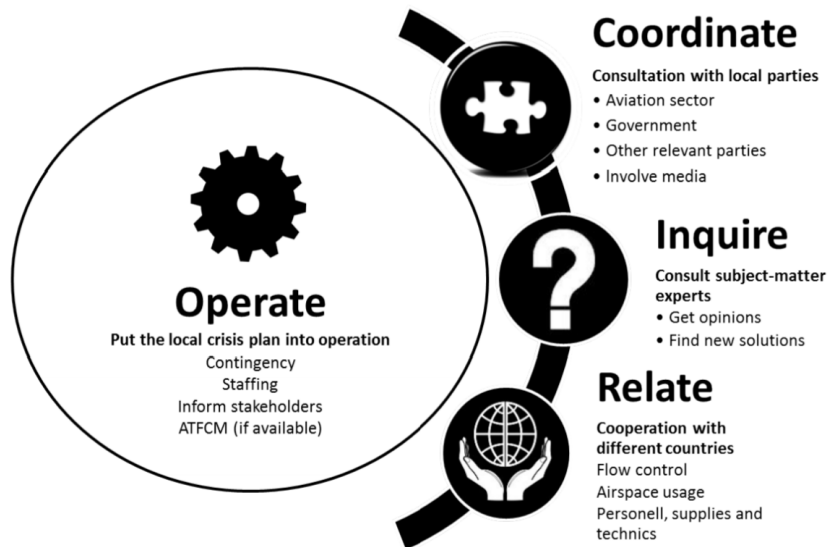 Coordinate
Consultation with local parties
• Aviation sector
• Government
• Other relevant parties
• Involve media
Operate
Put the local crisis plan into operation
Contingency
Staffing
Inform stakeholders
ATFCM (if available)
Inquire
Consult subject-matter
experts
• Get opinions
• Find new solutions
Relate
Cooperation with
different countries
Flow control
Airspace usage
Personell, supplies and
technics